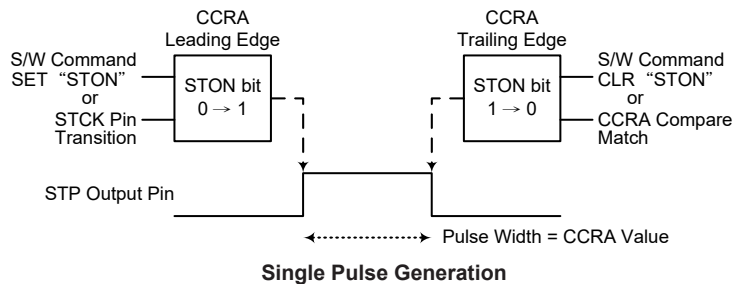 CCRA
Leading Edge
S/W Command
SET “STON”
or
STCK Pin
Transition
STON bit
0 → 1
CCRA
Trailing Edge
STON bit
1 → 0
S/W Command
CLR “STON”
or
CCRA Compare
Match
STP Output Pin
Pulse Width = CCRA Value
Single Pulse Generation